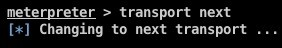 meterpreter > transport next
[*] Changing to next transport ...